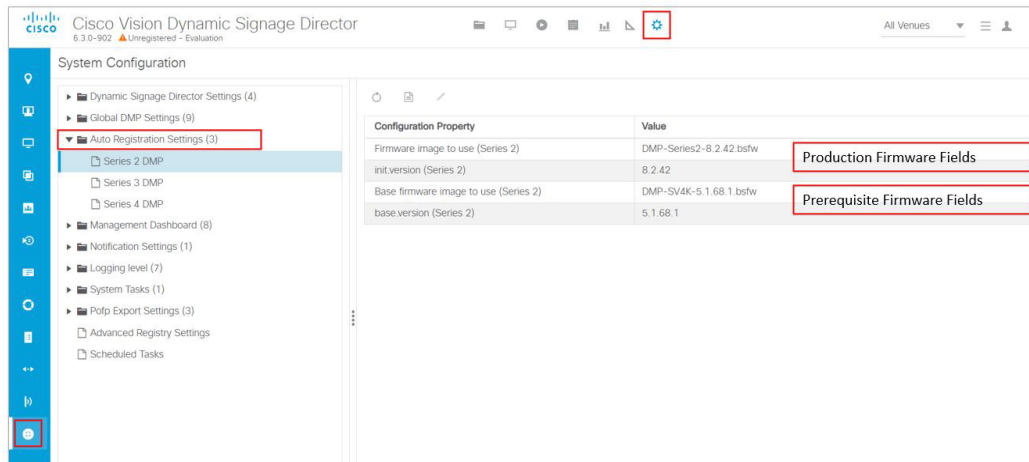 CISCO
Cisco Vision Dynamic Signage Director
6.3.0-902 Unregistered - Evaluation
All Venues
System Configuration
Dynamic Signage Director Settings (4)
Global DMP Settings (9)
Auto Registration Settings (3)
Series 2 DMP
Series 3 DMP
Series 4 DMP
Management Dashboard (8)
Notification Settings (1)
Logging level (7)
System Tasks (1)
Pofp Export Settings (3)
Advanced Registry Settings
Scheduled Tasks
Configuration Property Value
Firmware image to use (Series 2) DMP-Series2-8.2.42.bsfw
init.version (Series 2) 8.2.42
Production Firmware Fields
Base firmware image to use (Series 2) DMP-SV4K-5.1.68.1.bsfw
base.version (Series 2) 5.1.68.1
Prerequisite Firmware Fields